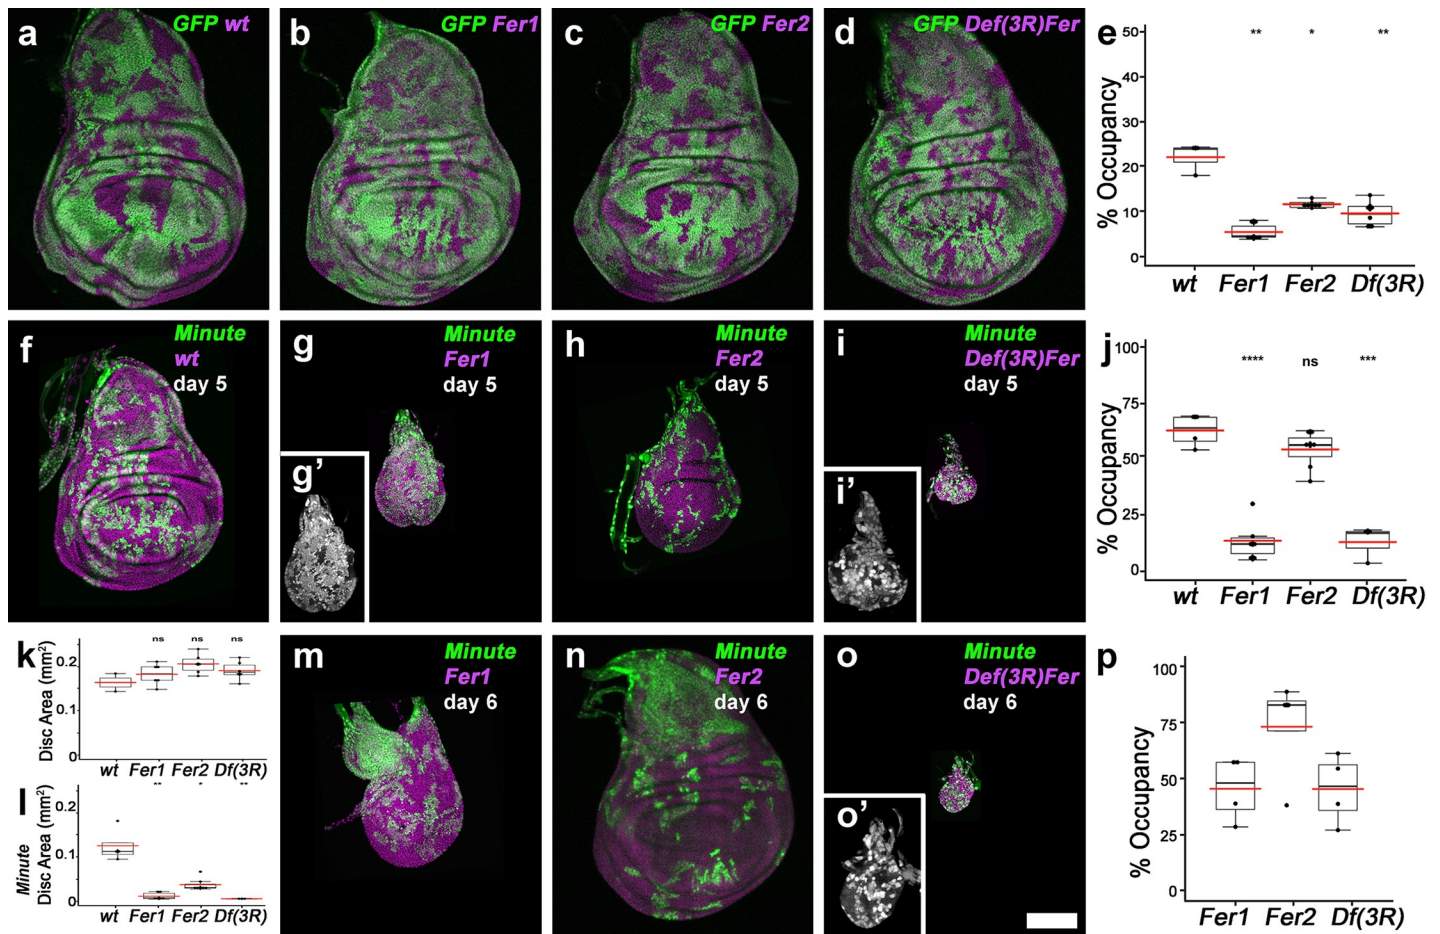 a
GFP wt
b
GFP Fer1
c
GFP Fer2
d
GFP Def(3R)Fer
e
% Occupancy
50
40
30
20
10
0
** * **
wt Fer1 Fer2 Df(3R)
f
Minute
wt
day 5
g
Minute
Fer1
day 5
g’
h
Minute
Fer2
day 5
i
Minute
Def(3R)Fer
day 5
i’
j
% Occupancy
100
75
50
25
0
**** ns ***
wt Fer1 Fer2 Df(3R)
k
Disc Area (mm²)
0.2
0.1
0
ns ns ns
wt Fer1 Fer2 Df(3R)
l
Minute
Disc Area (mm²)
0.2
0.1
0
** * **
wt Fer1 Fer2 Df(3R)
m
Minute
Fer1
day 6
n
Minute
Fer2
day 6
o
Minute
Def(3R)Fer
day 6
o’
p
% Occupancy
100
75
50
25
0
Fer1 Fer2 Df(3R)